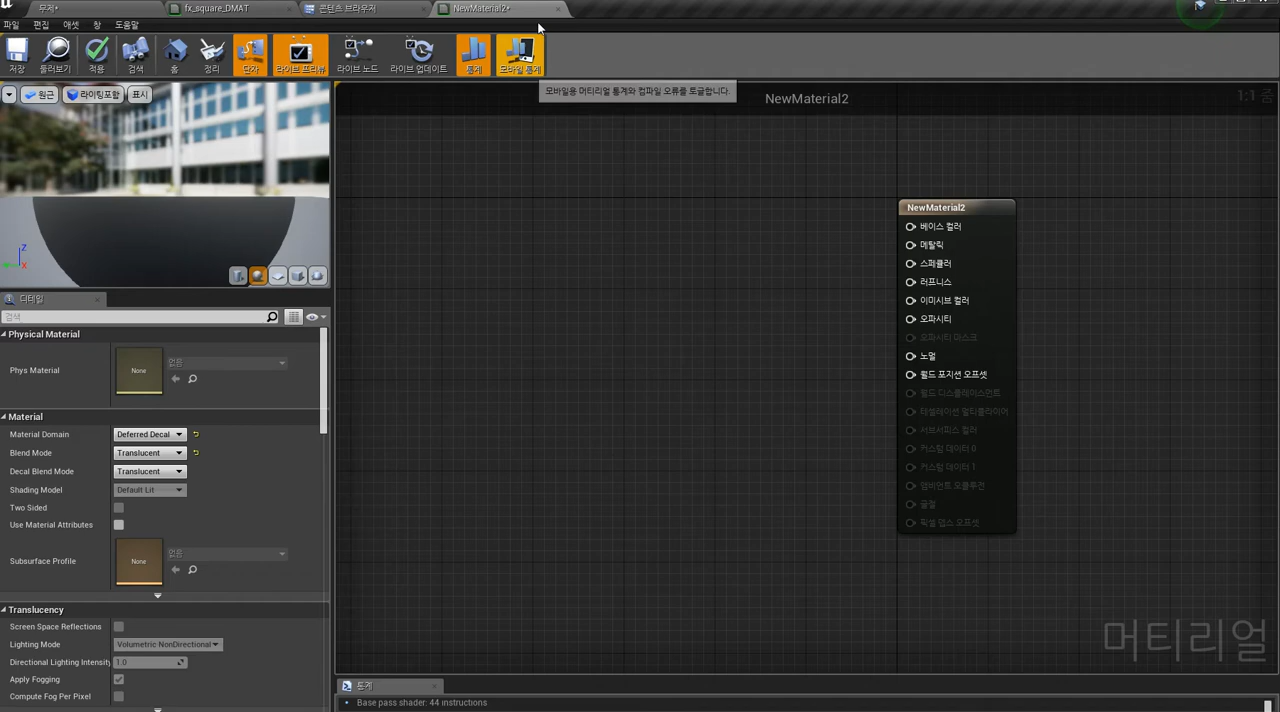 무제*
fx_square_DMAT
콘텐츠 브라우저
NewMaterial2*
파일 편집 애셋 창 도움말
저장 둘러보기 적용 검색 홈 정리 단자 라이브 프리뷰 라이브 노드 라이브 업데이트 통계 모바일 통계
모바일용 머티리얼 통계와 컴파일 오류를 토글합니다.
원근 라이팅포함 표시
NewMaterial2
1:1 줌
Z
X
NewMaterial2
베이스 컬러
메탈릭
스페큘러
러프니스
이미시브 컬러
오파시티
오파시티 마스크
노멀
월드 포지션 오프셋
월드 디스플레이스먼트
테셀레이션 멀티플라이어
서브서피스 컬러
커스텀 데이터 0
커스텀 데이터 1
앰비언트 오클루전
굴절
픽셀 뎁스 오프셋
디테일
검색
Physical Material
Phys Material
None
없음
Material
Material Domain Deferred Decal
Blend Mode Translucent
Decal Blend Mode Translucent
Shading Model Default Lit
Two Sided
Use Material Attributes
Subsurface Profile
None
없음
Translucency
Screen Space Reflections
Lighting Mode Volumetric NonDirectional
Directional Lighting Intensity 1.0
Apply Fogging
Compute Fog Per Pixel
머티리얼
통계
Base pass shader: 44 instructions